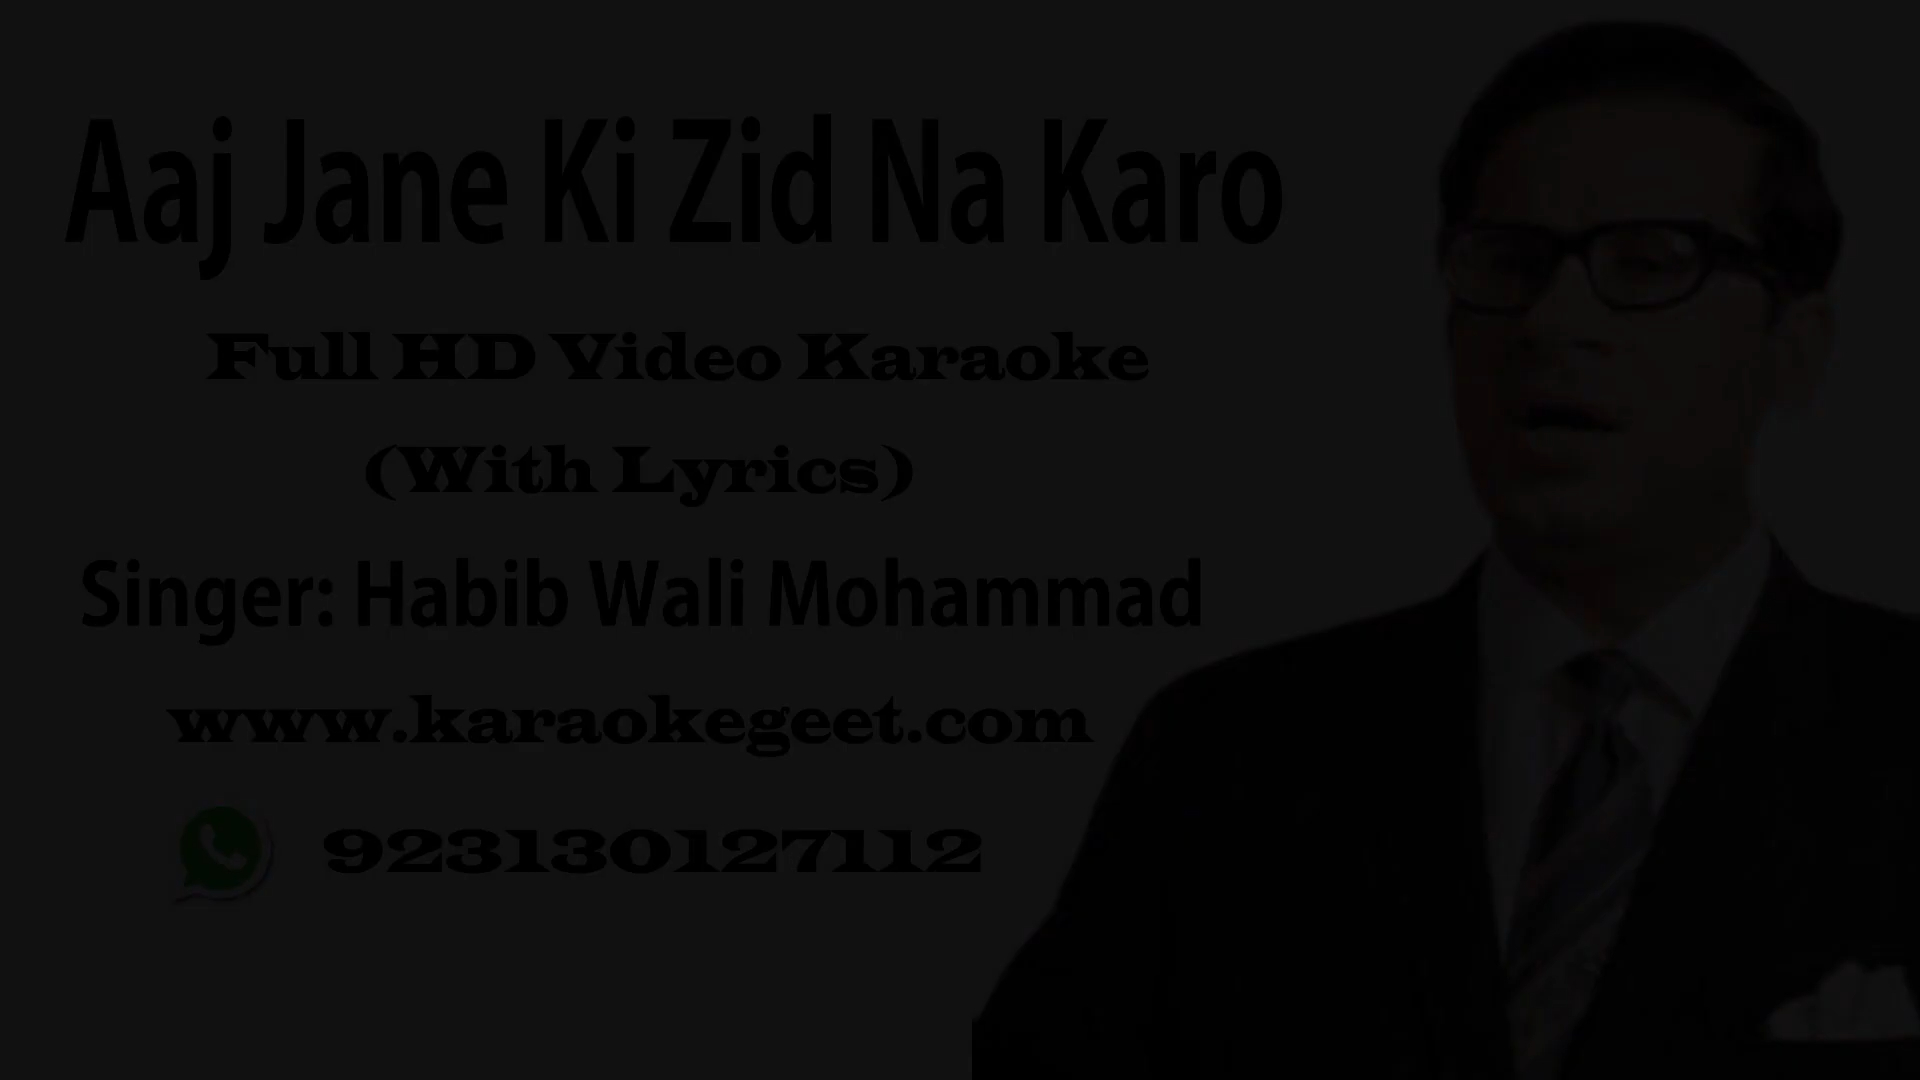 Aaj Jane Ki Zid Na Karo
Full HD Video Karaoke
(With Lyrics)
Singer: Habib Wali Mohammad
www.karaokegeet.com
923130127112